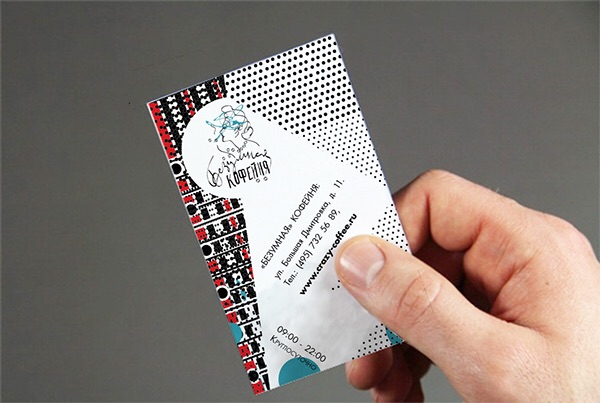 Безумная
КОФЕЙНЯ
«БЕЗУМНАЯ» КОФЕЙНЯ:
ул. Большая Дмитровка, д. 11.
Тел.: (495) 732 56 89,
www.crazy-coffee.ru
09:00 - 22:00
Круглосуточно